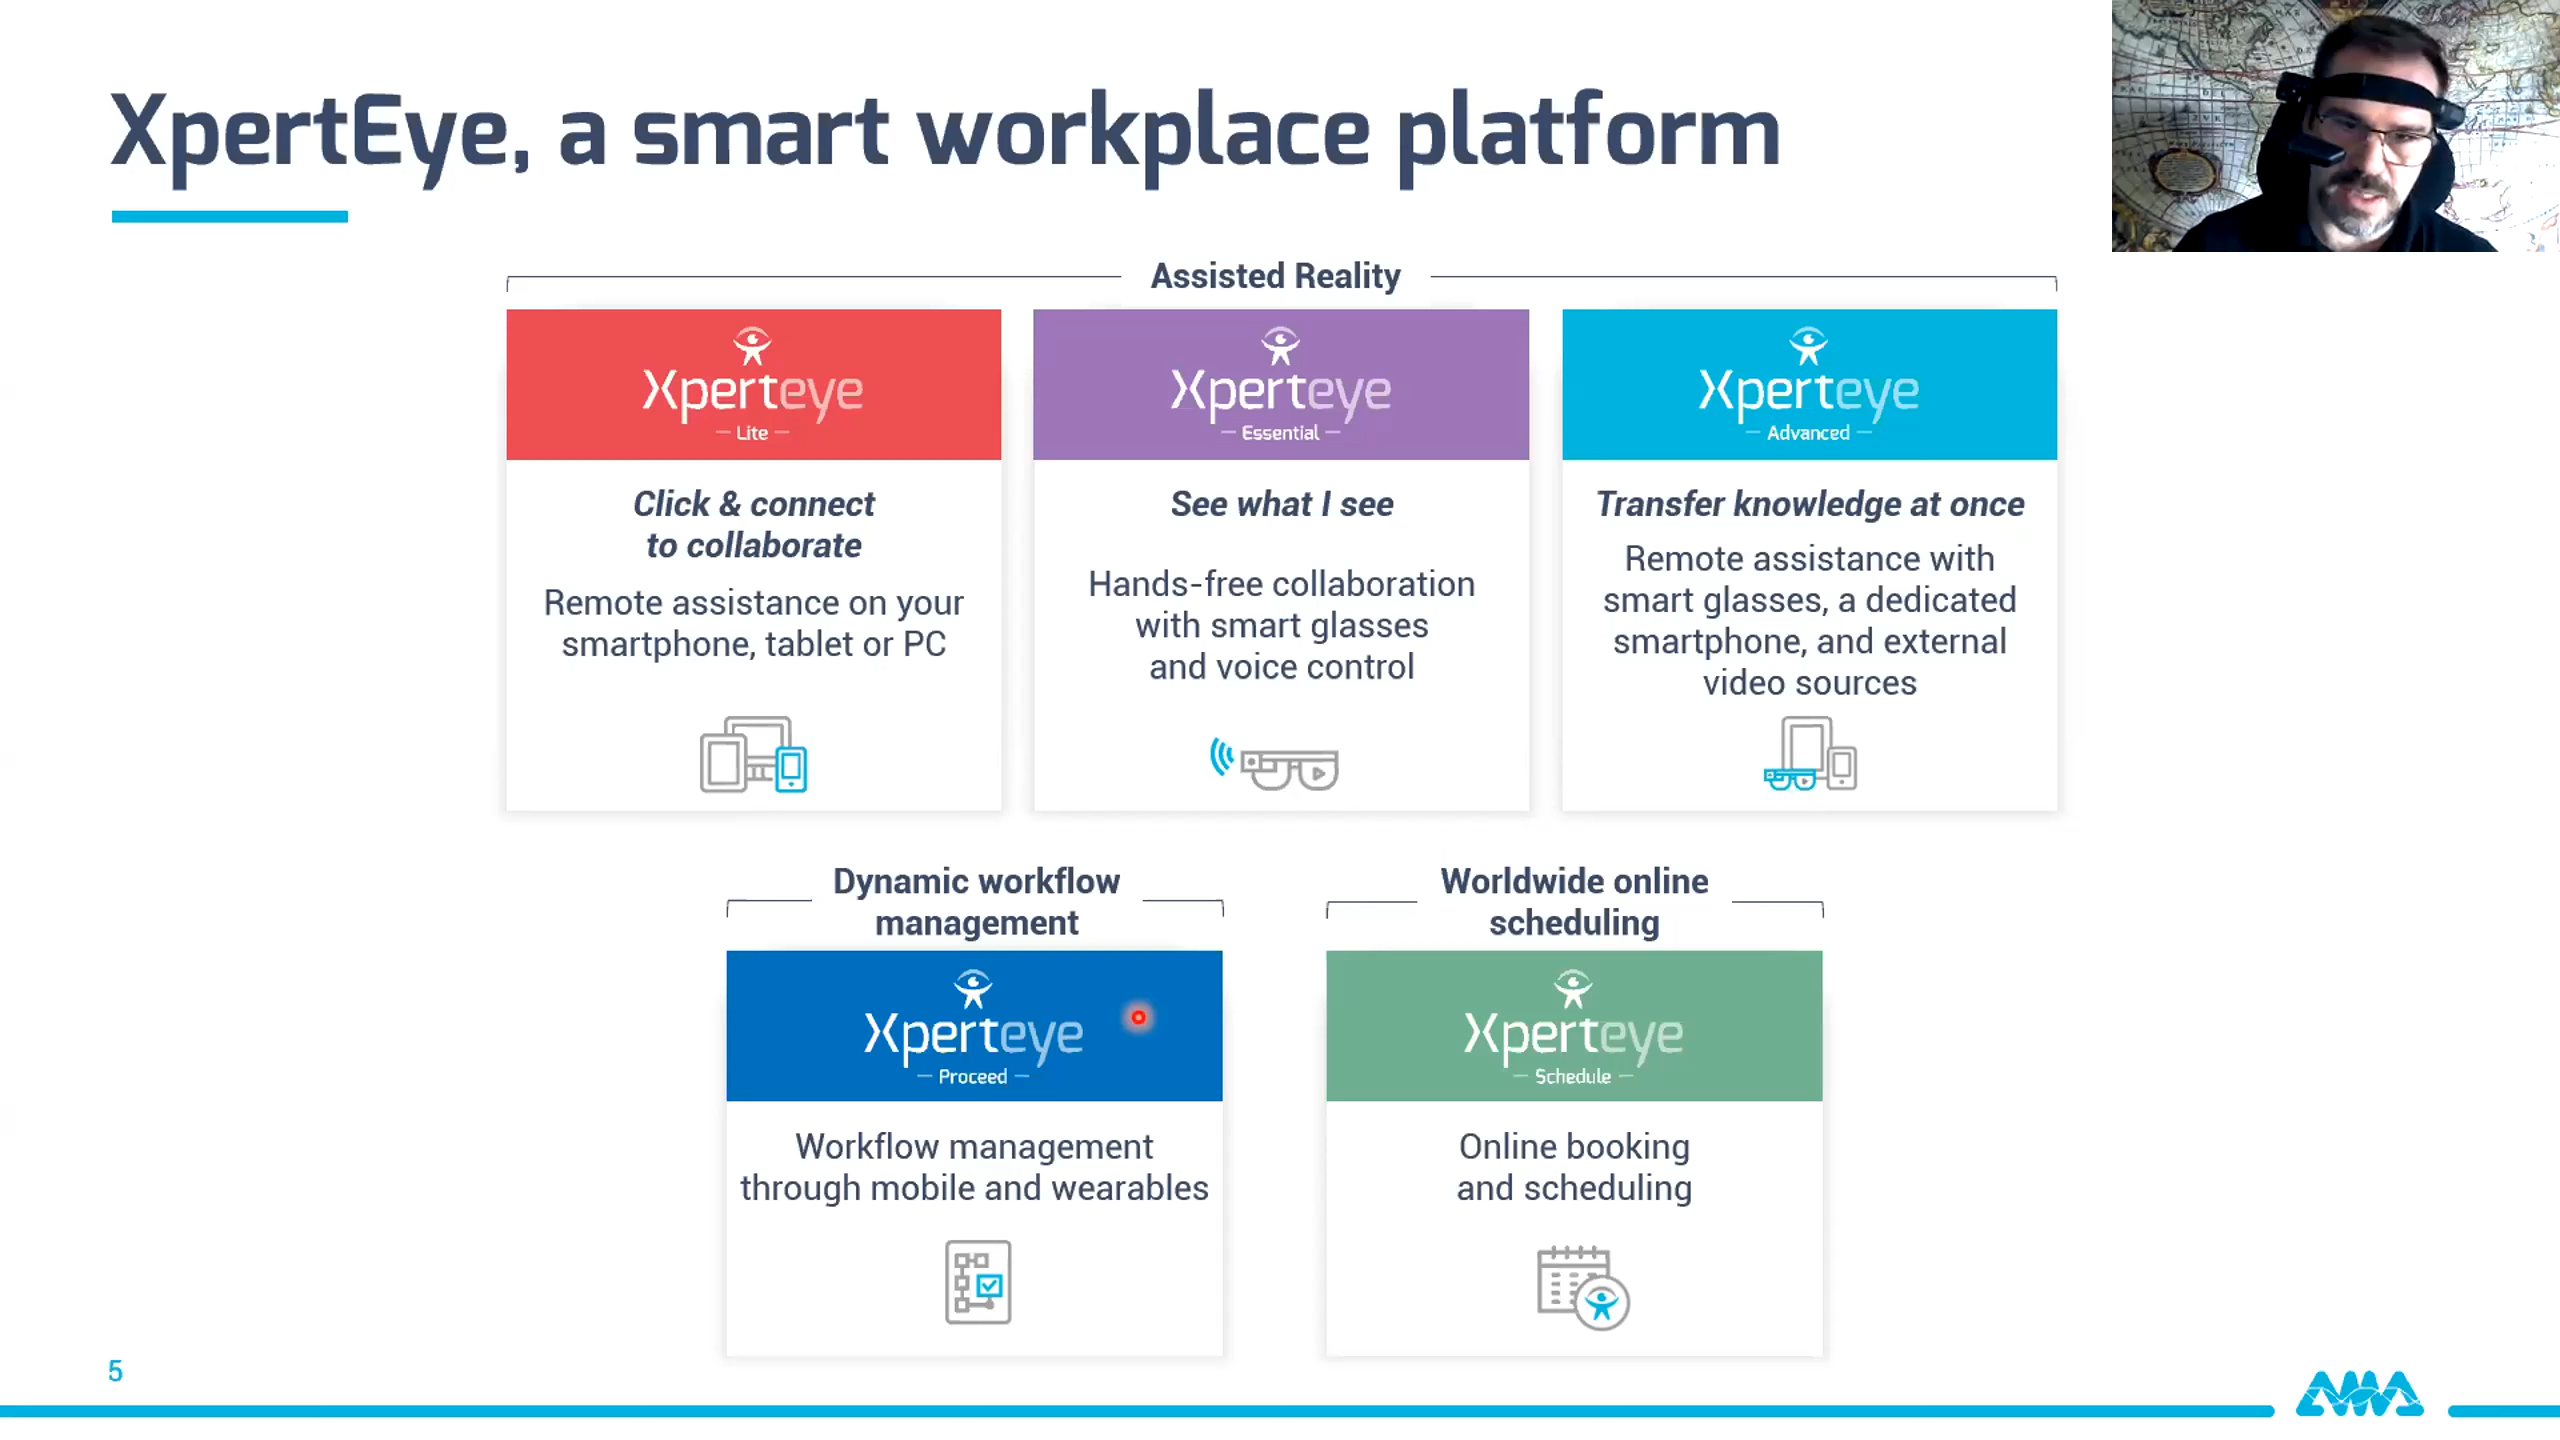 XpertEye, a smart workplace platform
Assisted Reality
Xperteye
Lite
Click & connect
to collaborate
Remote assistance on your
smartphone, tablet or PC
Xperteye
Essential
See what I see
Hands-free collaboration
with smart glasses
and voice control
Xperteye
Advanced
Transfer knowledge at once
Remote assistance with
smart glasses, a dedicated
smartphone, and external
video sources
Dynamic workflow
management
Xperteye
Proceed
Workflow management
through mobile and wearables
Worldwide online
scheduling
Xperteye
Schedule
Online booking
and scheduling
5
AMA